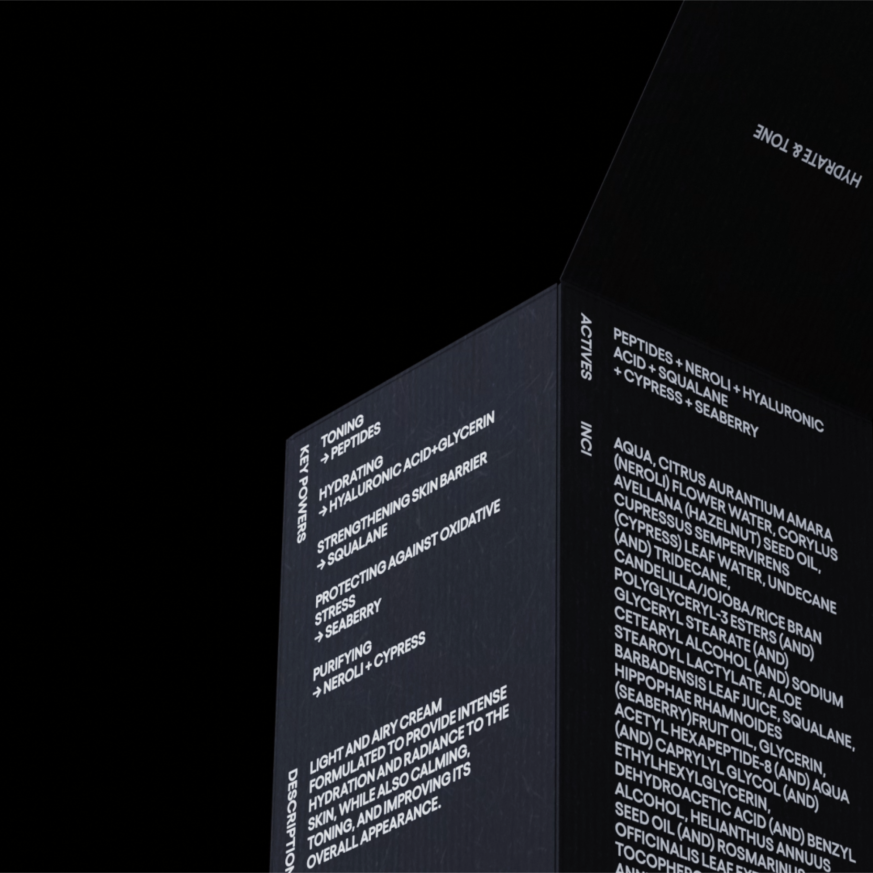 HYDRATE & TONE
KEY POWERS
TONING
→ PEPTIDES
HYDRATING
→ HYALURONIC ACID+GLYCERIN
STRENGTHENING SKIN BARRIER
→ SQUALANE
PROTECTING AGAINST OXIDATIVE
STRESS
→ SEABERRY
PURIFYING
→ NEROLI + CYPRESS
DESCRIPTION
LIGHT AND AIRY CREAM
FORMULATED TO PROVIDE INTENSE
HYDRATION AND RADIANCE TO THE
SKIN, WHILE ALSO CALMING,
TONING, AND IMPROVING ITS
OVERALL APPEARANCE.
ACTIVES
PEPTIDES + NEROLI + HYALURONIC
ACID + SQUALANE
+ CYPRESS + SEABERRY
INCI
AQUA, CITRUS AURANTIUM AMARA
(NEROLI) FLOWER WATER, CORYLUS
AVELLANA (HAZELNUT) SEED OIL,
CUPRESSUS SEMPERVIRENS
(CYPRESS) LEAF WATER, UNDECANE
(AND) TRIDECANE,
CANDELILLA/JOJOBA/RICE BRAN
POLYGLYCERYL-3 ESTERS (AND)
GLYCERYL STEARATE (AND)
CETEARYL ALCOHOL (AND) SODIUM
STEAROYL LACTYLATE, ALOE
BARBADENSIS LEAF JUICE, SQUALANE,
HIPPOPHAE RHAMNOIDES
(SEABERRY)FRUIT OIL, GLYCERIN,
ACETYL HEXAPEPTIDE-8 (AND) AQUA
(AND) CAPRYLYL GLYCOL (AND)
ETHYLHEXYLGLYCERIN,
DEHYDROACETIC ACID (AND) BENZYL
ALCOHOL, HELIANTHUS ANNUUS
SEED OIL (AND) ROSMARINUS
OFFICINALIS LEAF